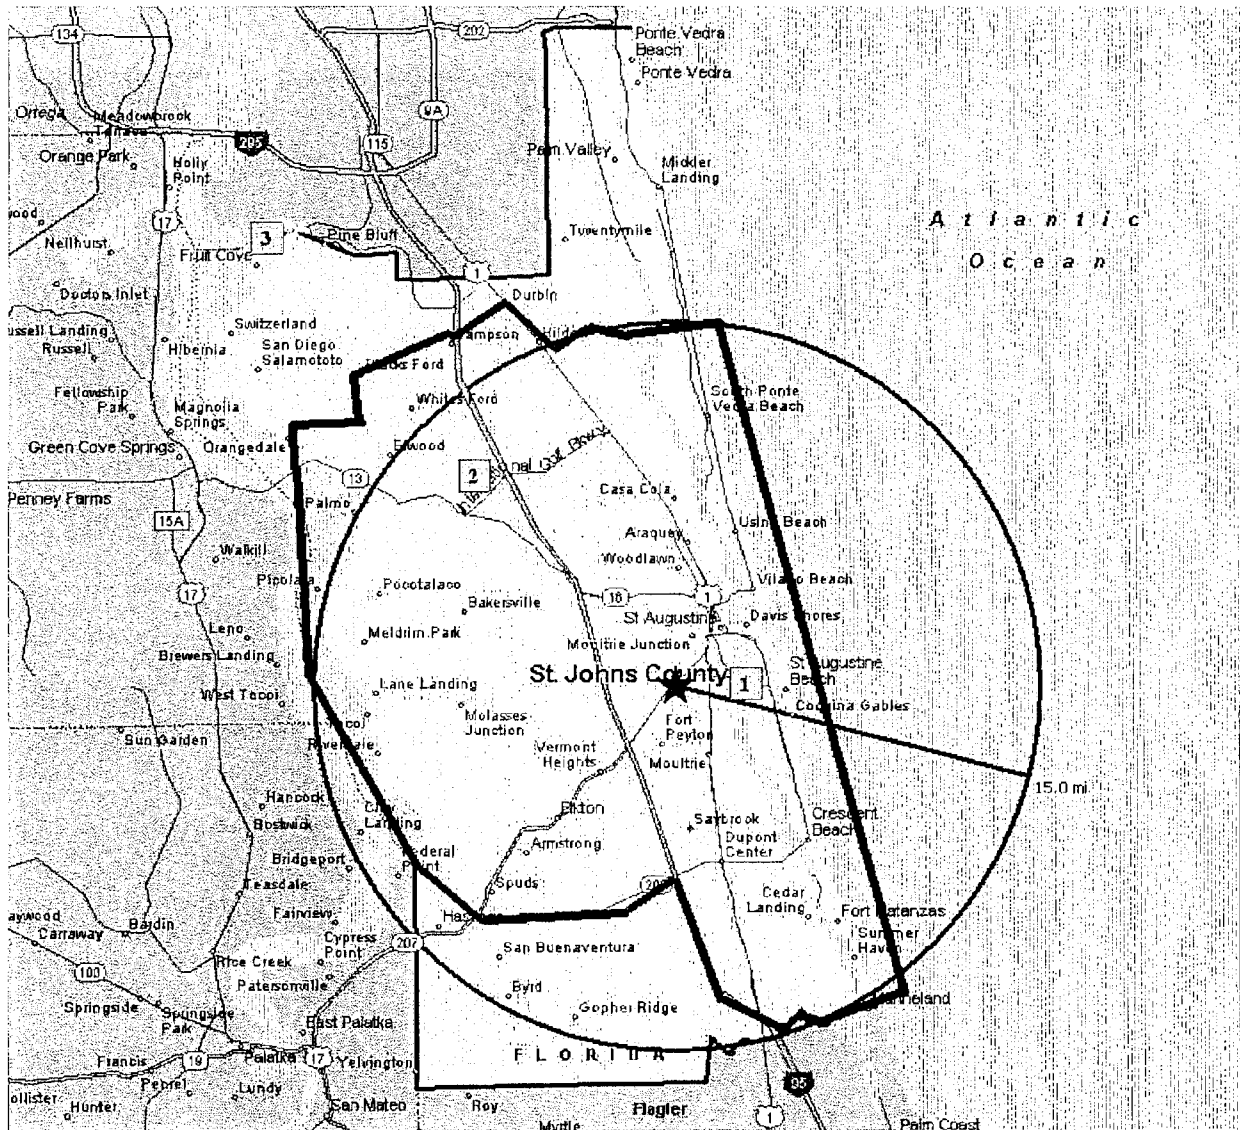 134
202
Ponte Vedra
Beach
Ponte Vedra
9A
Ortega
Meadowbrook
Terrace
295
115
Orange Park
Holly
Point
Palm Valley
Mickler
Landing
17
Atlantic
Ocean
Nellhurst
3
Pine Bluff
Twentymile
Fruit Cove
1
Doctors Inlet
Durbin
Switzerland
Russell
San Diego
Salamototo
Hibernia
Fellowship
Park
Magnolia
Springs
Whites Ford
South Ponte
Vedra Beach
Green Cove Springs
Orangedale
Elwood
2
13
Penney Farms
Palmo
Casa Cola
15A
Araquey
Usina Beach
Walkill
Woodlawn
Picolata
Pocotalaco
Vilano Beach
17
16
1
Bakersville
St Augustine
Davis Shores
Leno
Meldrim Park
Moultrie Junction
Brewers Landing
St. Johns County
1
St Augustine
Beach
West Tocoi
Lane Landing
Coquina Gables
Molasses
Junction
Fort
Peyton
Sun Garden
Riverdale
Vermont
Heights
Moultrie
15.0 mi
Hancock
Elkton
Crescent
Beach
Bostwick
Landing
Saybrook
Armstrong
Dupont
Center
Bridgeport
Federal
Point
Teasdale
Spuds
Cedar
Landing
Fairview
Fort Matanzas
Bardin
Carraway
Cypress
Point
207
San Buenaventura
Summer
Haven
100
Rice Creek
Patersonville
Byrd
Springside
Springside
Park
Gopher Ridge
East Palatka
FLORIDA
Francis
19
Palatka
17
Yelvington
95
Lundy
Hunter
San Mateo
Roy
Flagler
1
Myrtle
Palm Coast